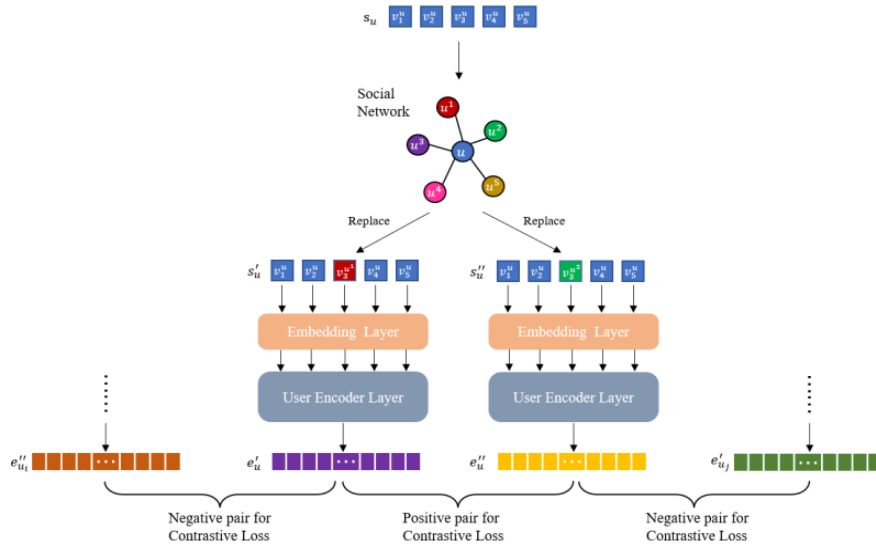 s_u v_1^u v_2^u v_3^u v_4^u v_5^u
Social
Network
u^1
u^2
u^3
u
u^4
u^5
Replace Replace
s'_u v_1^u v_2^u v_3^{u^1} v_4^u v_5^u s''_u v_1^u v_2^u v_3^{u^2} v_4^u v_5^u
Embedding Layer Embedding Layer
User Encoder Layer User Encoder Layer
e''_{u_i} ... e'_u ... e''_u ... e'_{u_j} ...
Negative pair for
Contrastive Loss
Positive pair for
Contrastive Loss
Negative pair for
Contrastive Loss